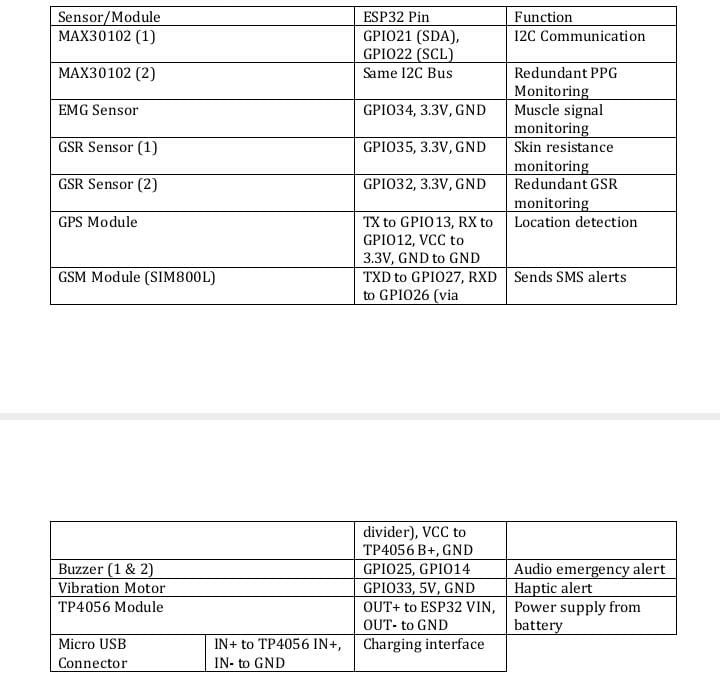 Sensor/Module ESP32 Pin Function
MAX30102 (1) GPIO21 (SDA), I2C Communication
GPIO22 (SCL)
MAX30102 (2) Same I2C Bus Redundant PPG
Monitoring
EMG Sensor GPIO34, 3.3V, GND Muscle signal
monitoring
GSR Sensor (1) GPIO35, 3.3V, GND Skin resistance
monitoring
GSR Sensor (2) GPIO32, 3.3V, GND Redundant GSR
monitoring
GPS Module TX to GPIO13, RX to Location detection
GPIO12, VCC to
3.3V, GND to GND
GSM Module (SIM800L) TXD to GPIO27, RXD Sends SMS alerts
to GPIO26 (via
divider), VCC to
TP4056 B+, GND
Buzzer (1 & 2) GPIO25, GPIO14 Audio emergency alert
Vibration Motor GPIO33, 5V, GND Haptic alert
TP4056 Module OUT+ to ESP32 VIN, Power supply from
OUT- to GND battery
Micro USB IN+ to TP4056 IN+, Charging interface
Connector IN- to GND